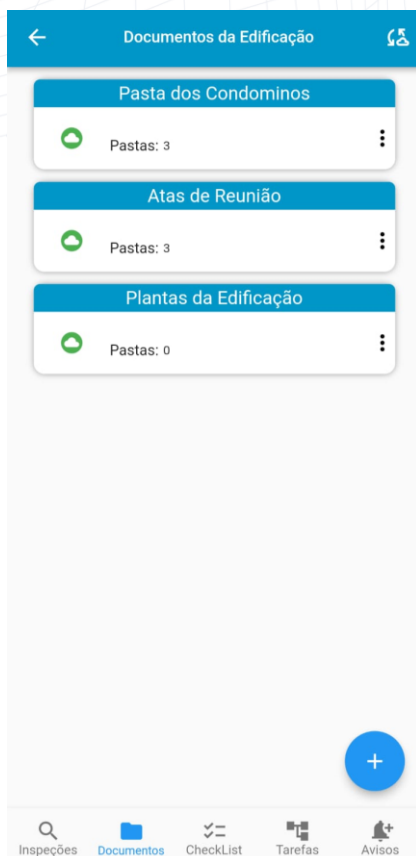 Documentos da Edificação
Pasta dos Condominos
Pastas: 3
Atas de Reunião
Pastas: 3
Plantas da Edificação
Pastas: 0
Inspeções Documentos CheckList Tarefas Avisos